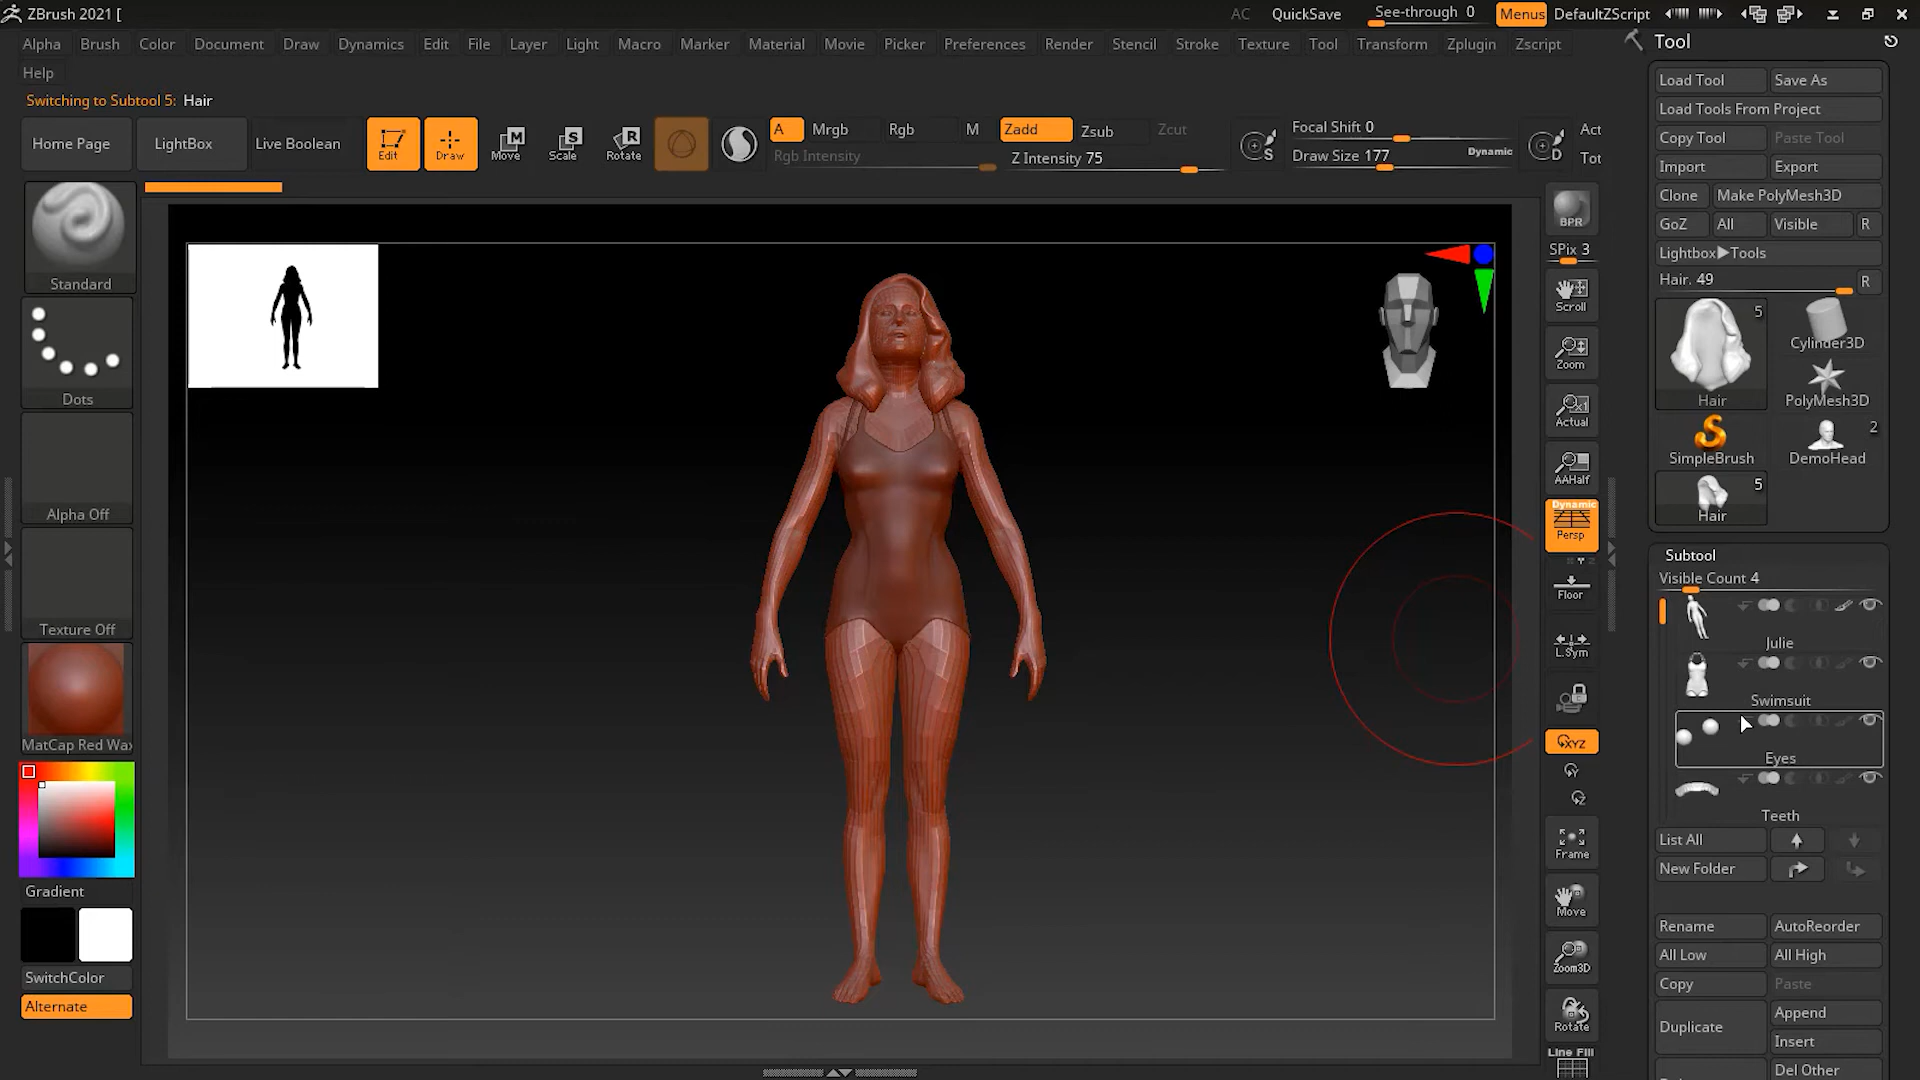 ZBrush 2021 [
AC QuickSave See-through 0 Menus DefaultZScript
Alpha Brush Color Document Draw Dynamics Edit File Layer Light Macro Marker Material Movie Picker Preferences Render Stencil Stroke Texture Tool Transform Zplugin Zscript
Help
Switching to Subtool 5: Hair
Home Page LightBox Live Boolean Edit Draw Move Scale Rotate
A Mrgb Rgb M Zadd Zsub Zcut
Rgb Intensity Z Intensity 75
Focal Shift 0
Draw Size 177 Dynamic
S D
Act
Tot
Standard
Dots
Alpha Off
Texture Off
MatCap Red Wax
Gradient
SwitchColor
Alternate
BPR
SPix 3
Scroll
Zoom
Actual
AAHalf
Dynamic
Persp
Floor
L.Sym
XYZ
Y
Z
Frame
Move
Zoom3D
Rotate
Line Fill
Tool
Load Tool Save As
Load Tools From Project
Copy Tool Paste Tool
Import Export
Clone Make PolyMesh3D
GoZ All Visible R
Lightbox▶Tools
Hair. 49 R
5
Hair Cylinder3D
PolyMesh3D
SimpleBrush DemoHead 2
Hair 5
Subtool
Visible Count 4
Julie
Swimsuit
Eyes
Teeth
List All
New Folder
Rename AutoReorder
All Low All High
Copy Paste
Duplicate Append
Insert
Del Other